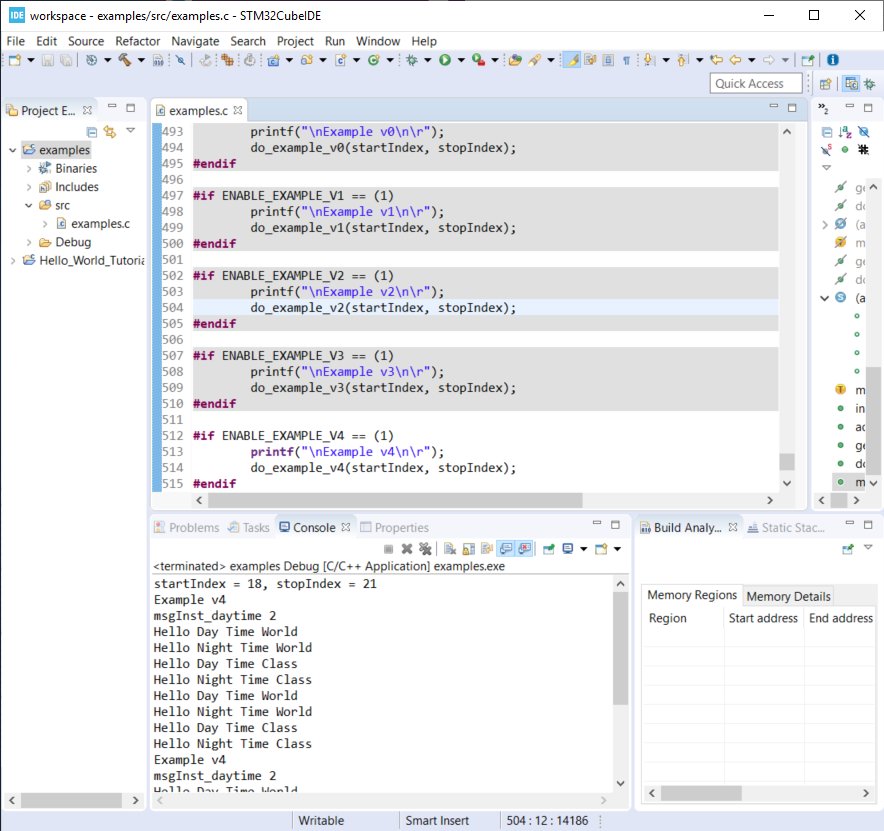 IDE workspace - examples/src/examples.c - STM32CubeIDE
File Edit Source Refactor Navigate Search Project Run Window Help
Quick Access
Project E...
examples
Binaries
Includes
src
examples.c
Debug
Hello_World_Tutoria
examples.c
493 printf("\nExample v0\n\r");
494 do_example_v0(startIndex, stopIndex);
495 #endif
496
497 #if ENABLE_EXAMPLE_V1 == (1)
498 printf("\nExample v1\n\r");
499 do_example_v1(startIndex, stopIndex);
500 #endif
501
502 #if ENABLE_EXAMPLE_V2 == (1)
503 printf("\nExample v2\n\r");
504 do_example_v2(startIndex, stopIndex);
505 #endif
506
507 #if ENABLE_EXAMPLE_V3 == (1)
508 printf("\nExample v3\n\r");
509 do_example_v3(startIndex, stopIndex);
510 #endif
511
512 #if ENABLE_EXAMPLE_V4 == (1)
513 printf("\nExample v4\n\r");
514 do_example_v4(startIndex, stopIndex);
515 #endif
»2
ge
do
(a
m
ge
do
(a
m
in
ac
ge
do
m
Problems Tasks Console Properties
<terminated> examples Debug [C/C++ Application] examples.exe
startIndex = 18, stopIndex = 21
Example v4
msgInst_daytime 2
Hello Day Time World
Hello Night Time World
Hello Day Time Class
Hello Night Time Class
Hello Day Time World
Hello Night Time World
Hello Day Time Class
Hello Night Time Class
Example v4
msgInst_daytime 2
Hello Day Time World
Build Analy... Static Stac...
Memory Regions Memory Details
Region Start address End address
Writable Smart Insert 504 : 12 : 14186